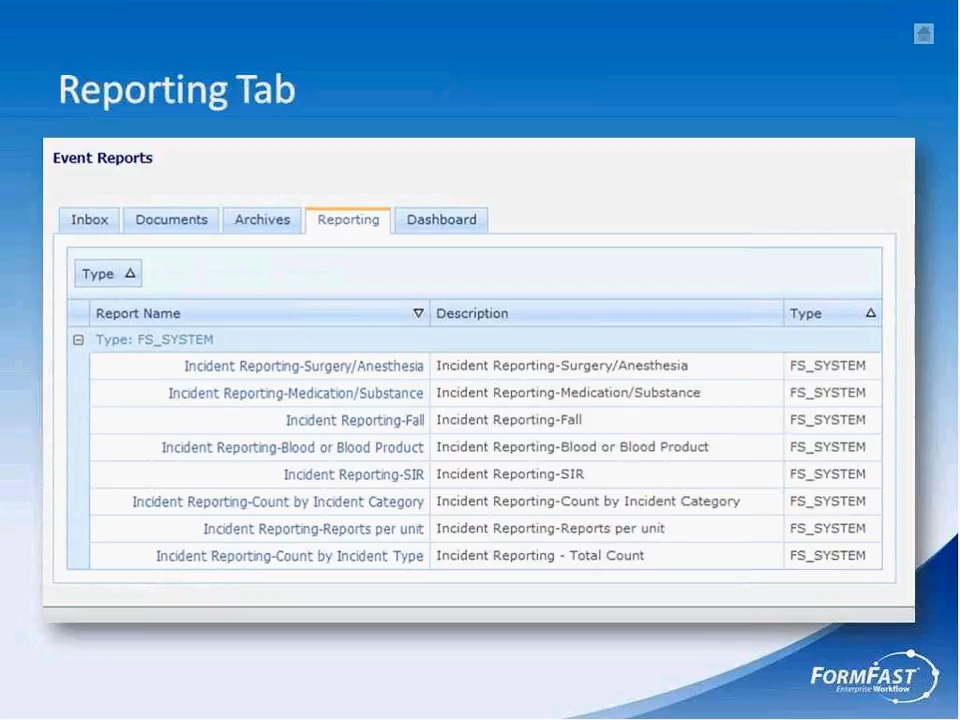 Reporting Tab
Event Reports
Inbox Documents Archives Reporting Dashboard
Type
Report Name Description Type
Type: FS_SYSTEM
Incident Reporting-Surgery/Anesthesia Incident Reporting-Surgery/Anesthesia FS_SYSTEM
Incident Reporting-Medication/Substance Incident Reporting-Medication/Substance FS_SYSTEM
Incident Reporting-Fall Incident Reporting-Fall FS_SYSTEM
Incident Reporting-Blood or Blood Product Incident Reporting-Blood or Blood Product FS_SYSTEM
Incident Reporting-SIR Incident Reporting-SIR FS_SYSTEM
Incident Reporting-Count by Incident Category Incident Reporting-Count by Incident Category FS_SYSTEM
Incident Reporting-Reports per unit Incident Reporting-Reports per unit FS_SYSTEM
Incident Reporting-Count by Incident Type Incident Reporting - Total Count FS_SYSTEM
FORMFAST
Enterprise Workflow